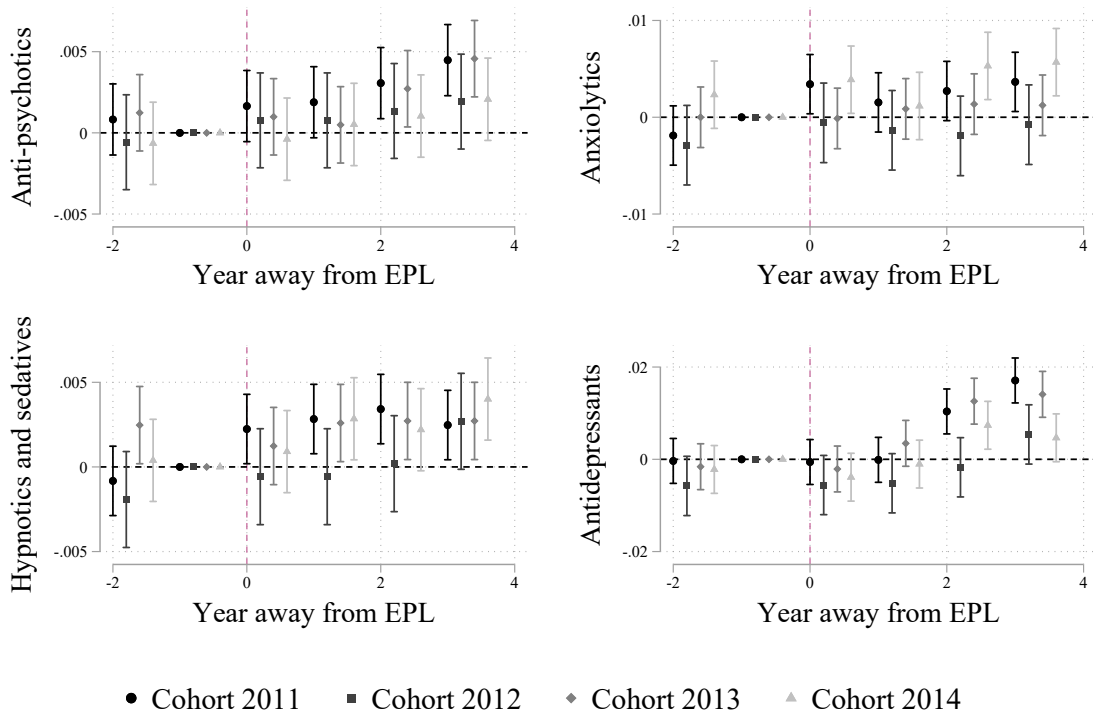 Anti-psychotics
.005
0
-.005
-2 0 2 4
Year away from EPL
Anxiolytics
.01
0
-.01
-2 0 2 4
Year away from EPL
Hypnotics and sedatives
.005
0
-.005
-2 0 2 4
Year away from EPL
Antidepressants
.02
0
-.02
-2 0 2 4
Year away from EPL
Cohort 2011 Cohort 2012 Cohort 2013 Cohort 2014